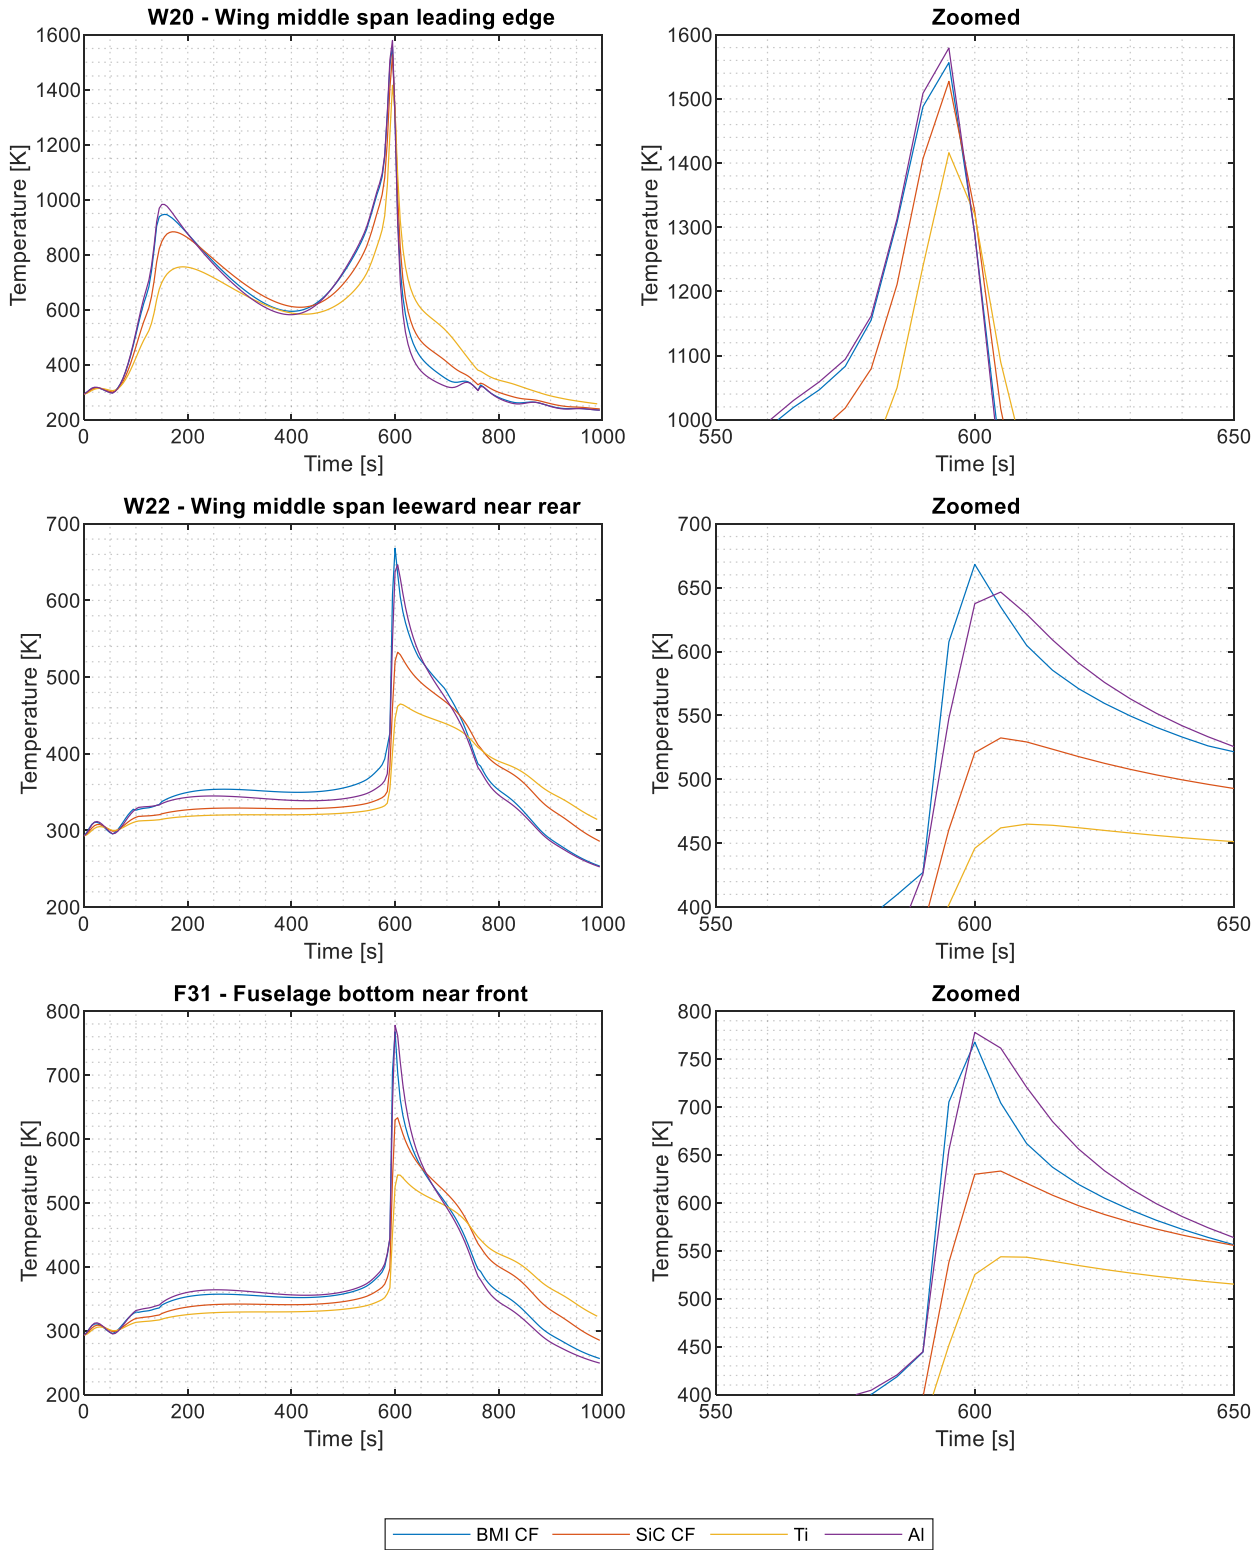 W20 - Wing middle span leading edge
Zoomed
1600
1400
1200
1000
800
600
400
200
0 200 400 600 800 1000
Temperature [K]
Time [s]
1600
1500
1400
1300
1200
1100
1000
550 600 650
Temperature [K]
Time [s]
W22 - Wing middle span leeward near rear
Zoomed
700
600
500
400
300
200
0 200 400 600 800 1000
Temperature [K]
Time [s]
700
650
600
550
500
450
400
550 600 650
Temperature [K]
Time [s]
F31 - Fuselage bottom near front
Zoomed
800
700
600
500
400
300
200
0 200 400 600 800 1000
Temperature [K]
Time [s]
800
750
700
650
600
550
500
450
400
550 600 650
Temperature [K]
Time [s]
BMI CF SiC CF Ti Al